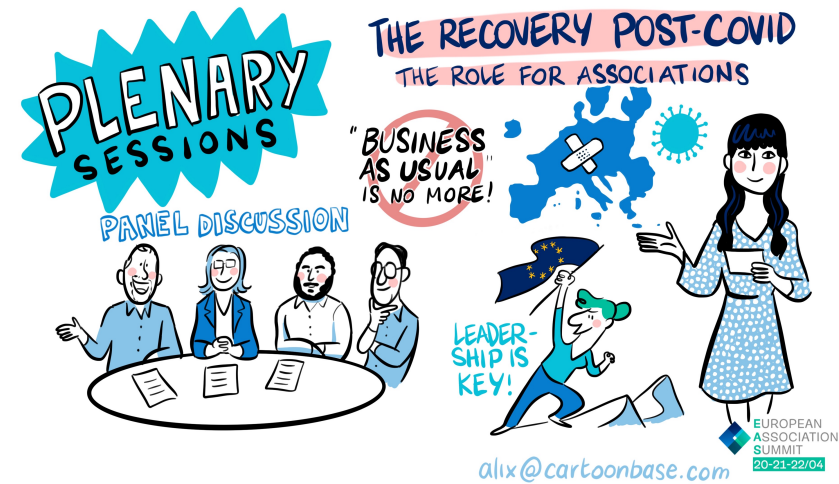 PLENARY
SESSIONS
THE RECOVERY POST-COVID
THE ROLE FOR ASSOCIATIONS
"BUSINESS
AS USUAL"
IS NO MORE!
PANEL DISCUSSION
LEADER-
SHIP IS
KEY!
EUROPEAN
ASSOCIATION
SUMMIT
20-21-22/04
alix@cartoonbase.com